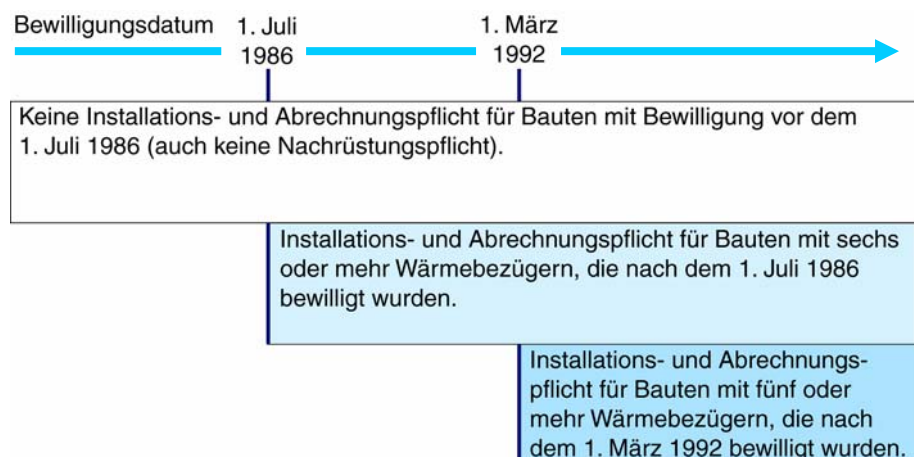 Bewilligungsdatum
1. Juli
1986
1. März
1992
Keine Installations- und Abrechnungspflicht für Bauten mit Bewilligung vor dem
1. Juli 1986 (auch keine Nachrüstungspflicht).
Installations- und Abrechnungspflicht für Bauten mit sechs
oder mehr Wärmebezügern, die nach dem 1. Juli 1986
bewilligt wurden.
Installations- und Abrechnungs-
pflicht für Bauten mit fünf oder
mehr Wärmebezügern, die nach
dem 1. März 1992 bewilligt wurden.